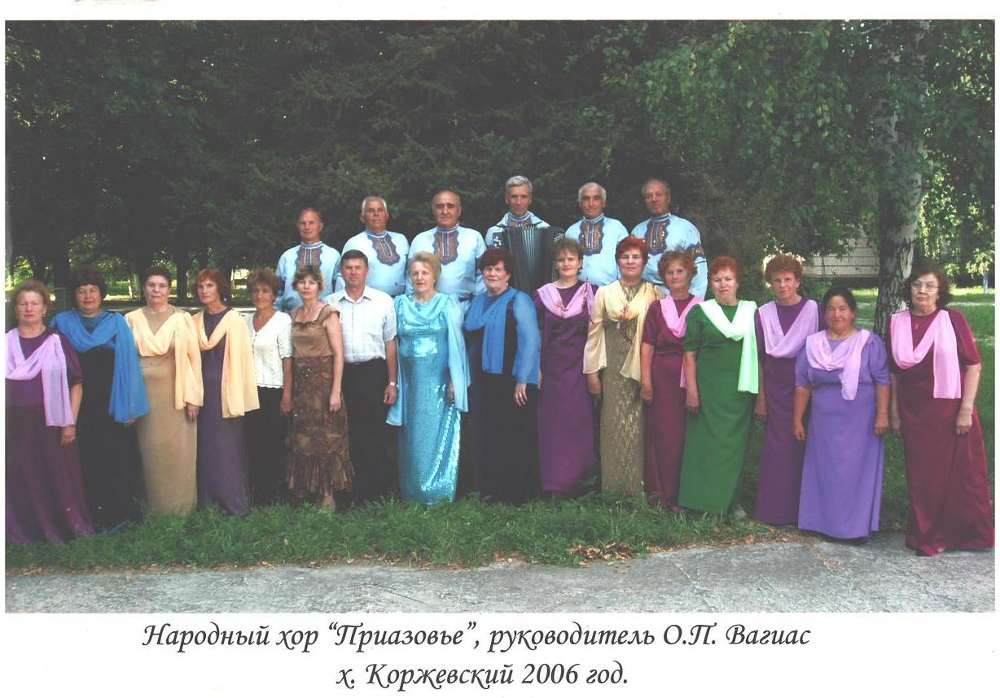 Народный хор “Приазовье”, руководитель О.П. Вагиас
х. Коржевский 2006 год.